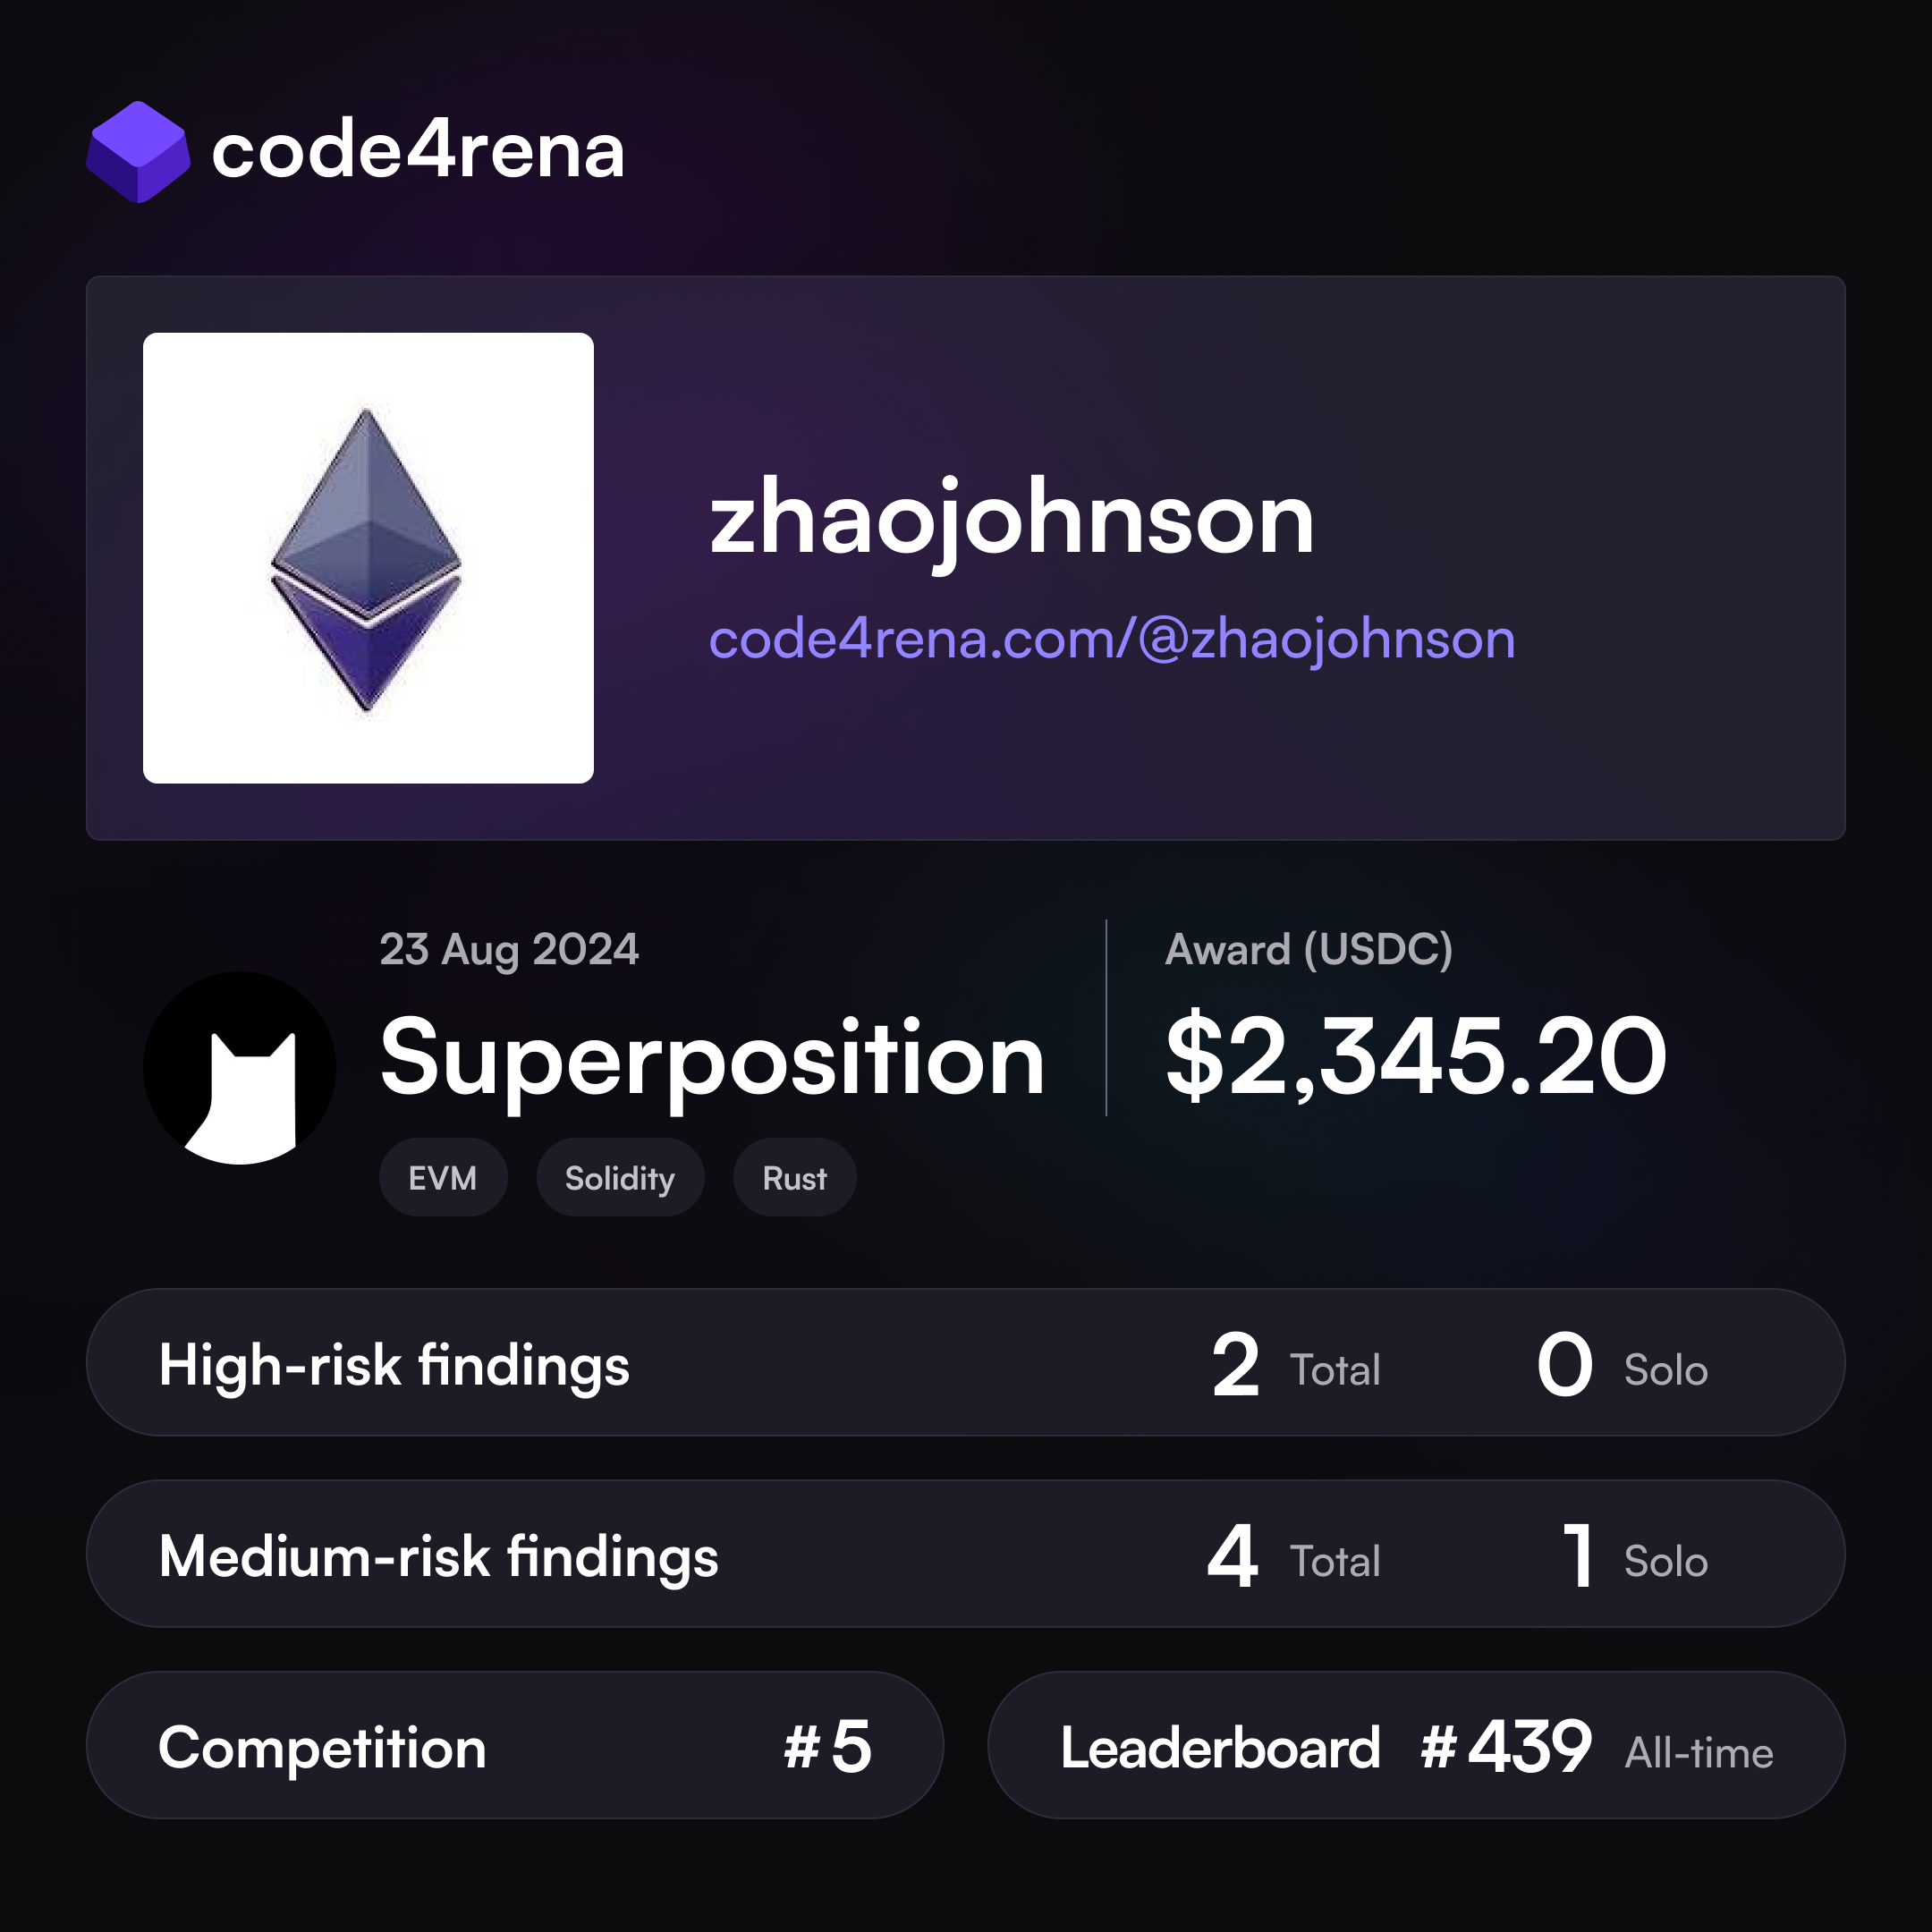 code4rena
zhaojohnson
code4rena.com/@zhaojohnson
23 Aug 2024
Superposition
EVM Solidity Rust
Award (USDC)
$2,345.20
High-risk findings 2 Total 0 Solo
Medium-risk findings 4 Total 1 Solo
Competition #5
Leaderboard #439 All-time